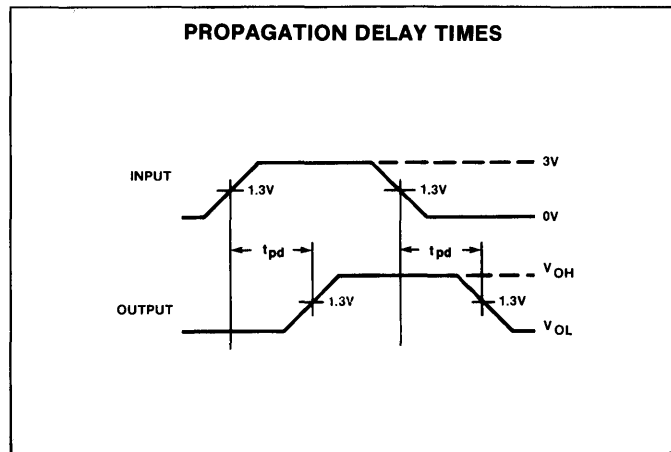 PROPAGATION DELAY TIMES
INPUT
3V
1.3V
1.3V
0V
tpd
tpd
VOH
OUTPUT
1.3V
1.3V
VOL